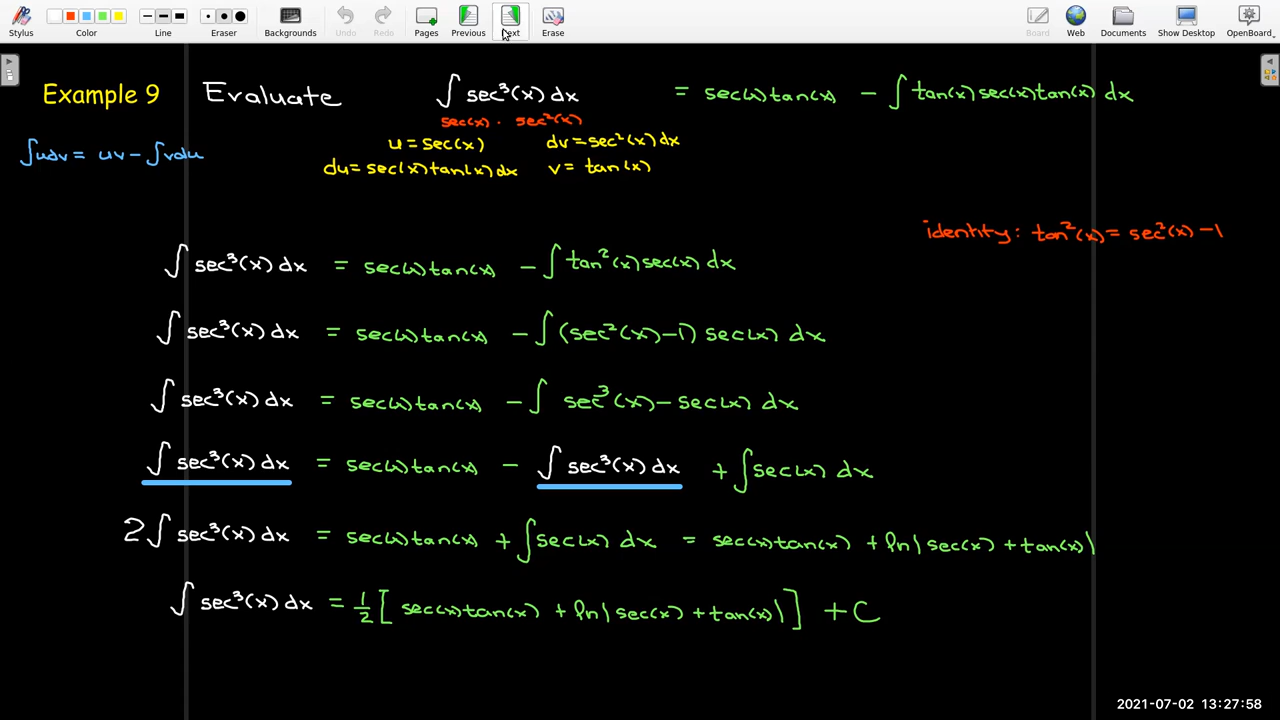 Stylus Color Line Eraser Backgrounds Undo Redo Pages Previous Next Erase Board Web Documents Show Desktop OpenBoard
Example 9 Evaluate ∫ sec³(x) dx = sec(x)tan(x) − ∫ tan(x) sec(x)tan(x) dx
sec(x) · sec²(x)
∫udv = uv − ∫vdu
u = sec(x) dv = sec²(x) dx
du = sec(x)tan(x) dx v = tan(x)
identity: tan²(x) = sec²(x) − 1
∫ sec³(x) dx = sec(x)tan(x) − ∫ tan²(x) sec(x) dx
∫ sec³(x) dx = sec(x)tan(x) − ∫ (sec²(x)−1) sec(x) dx
∫ sec³(x) dx = sec(x)tan(x) − ∫ sec³(x) − sec(x) dx
∫ sec³(x) dx = sec(x)tan(x) − ∫ sec³(x) dx + ∫ sec(x) dx
2 ∫ sec³(x) dx = sec(x)tan(x) + ∫ sec(x) dx = sec(x)tan(x) + ln|sec(x) + tan(x)|
∫ sec³(x) dx = 1/2 [ sec(x)tan(x) + ln|sec(x) + tan(x)| ] + C
2021-07-02 13:27:58